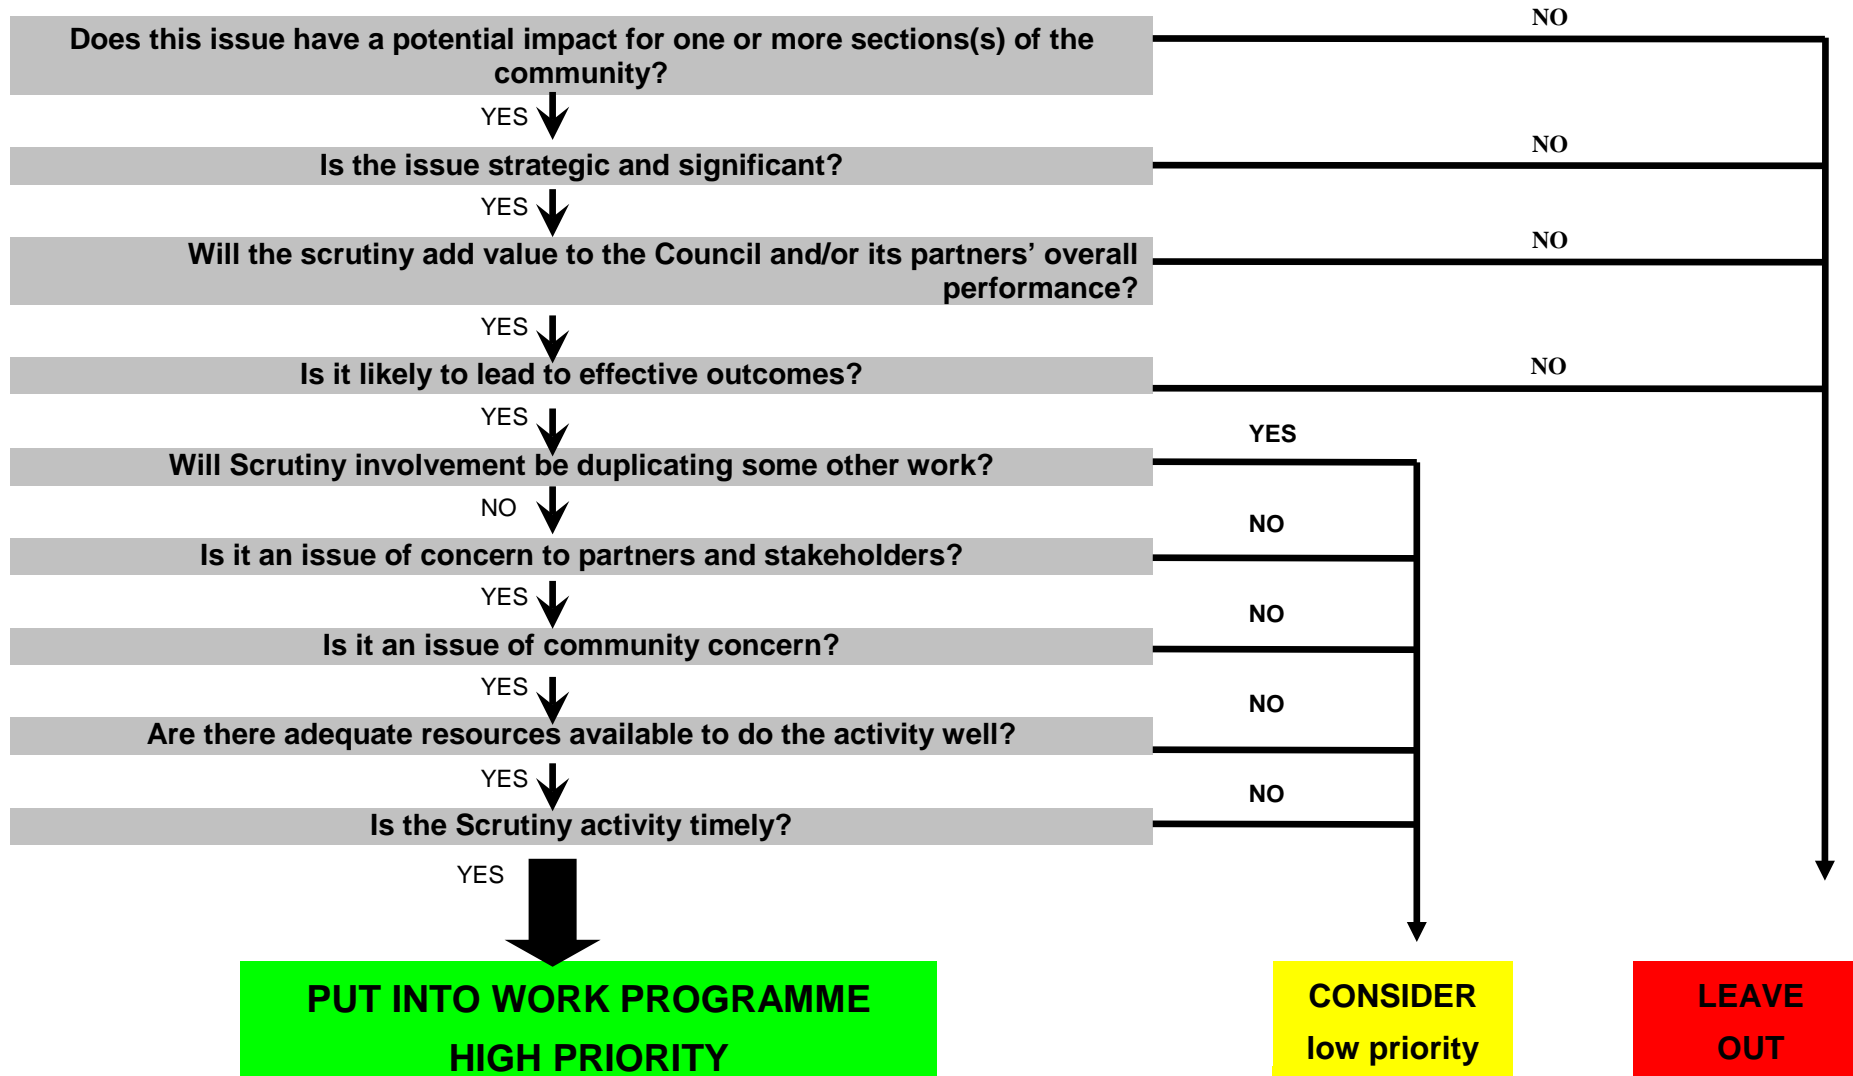 Does this issue have a potential impact for one or more sections(s) of the
community?
NO
YES
Is the issue strategic and significant?
NO
YES
Will the scrutiny add value to the Council and/or its partners’ overall
performance?
NO
YES
Is it likely to lead to effective outcomes?
NO
YES
Will Scrutiny involvement be duplicating some other work?
YES
NO
Is it an issue of concern to partners and stakeholders?
NO
YES
Is it an issue of community concern?
NO
YES
Are there adequate resources available to do the activity well?
NO
YES
Is the Scrutiny activity timely?
NO
YES
PUT INTO WORK PROGRAMME
HIGH PRIORITY
CONSIDER
low priority
LEAVE
OUT